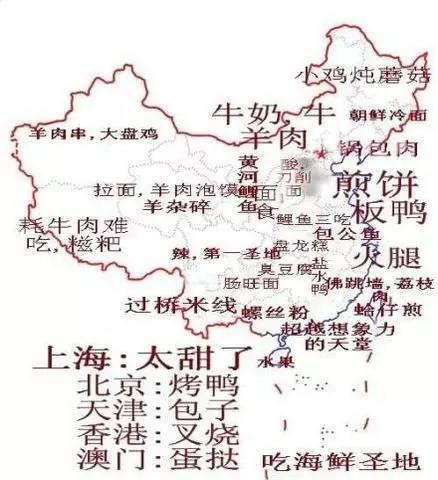 小鸡炖蘑菇
牛奶 牛
羊肉
朝鲜冷面
羊肉串,大盘鸡
锅包肉
黄河鲤鱼
酸
刀削
面
煎饼
拉面,羊肉泡馍
面食
羊杂碎
板鸭
鲤鱼三吃
耗牛肉难
吃,糍粑
包公鱼
盘龙糕
火腿
辣,第一圣地
臭豆腐
盐水鸭
肠旺面
佛跳墙,荔枝
肉
过桥米线
螺丝粉
蛤仔煎
超越想象力
的天堂
水果
上海:太甜了
北京:烤鸭
天津:包子
香港:叉烧
澳门:蛋挞
吃海鲜圣地